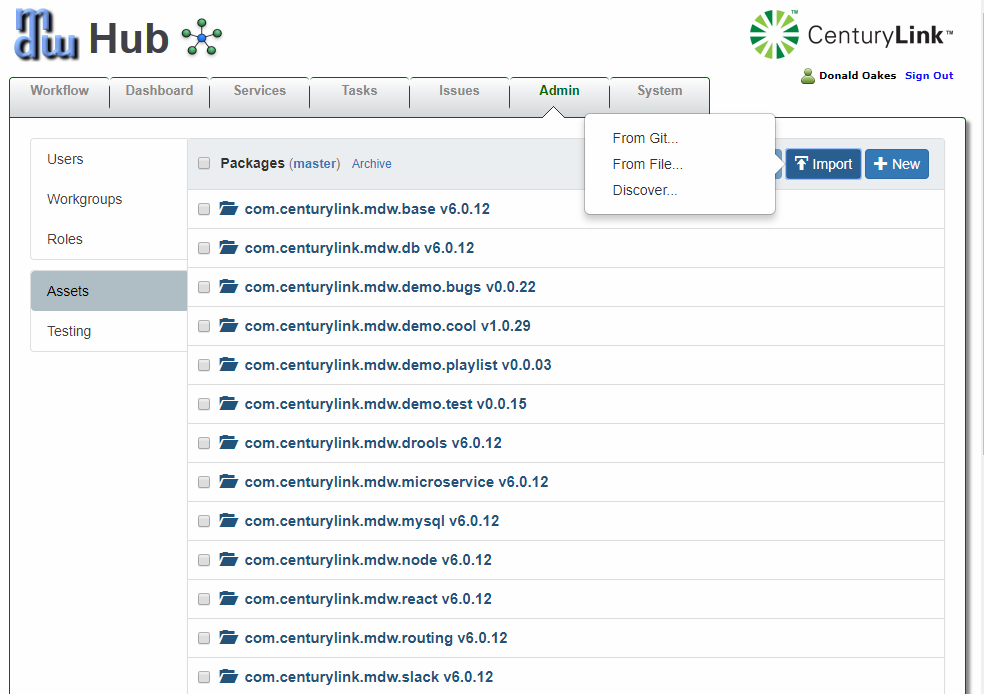 mdw Hub
CenturyLink™
Donald Oakes Sign Out
Workflow Dashboard Services Tasks Issues Admin System
Users
Workgroups
Roles
Assets
Testing
Packages (master) Archive
From Git...
From File...
Discover...
Import New
com.centurylink.mdw.base v6.0.12
com.centurylink.mdw.db v6.0.12
com.centurylink.mdw.demo.bugs v0.0.22
com.centurylink.mdw.demo.cool v1.0.29
com.centurylink.mdw.demo.playlist v0.0.03
com.centurylink.mdw.demo.test v0.0.15
com.centurylink.mdw.drools v6.0.12
com.centurylink.mdw.microservice v6.0.12
com.centurylink.mdw.mysql v6.0.12
com.centurylink.mdw.node v6.0.12
com.centurylink.mdw.react v6.0.12
com.centurylink.mdw.routing v6.0.12
com.centurylink.mdw.slack v6.0.12